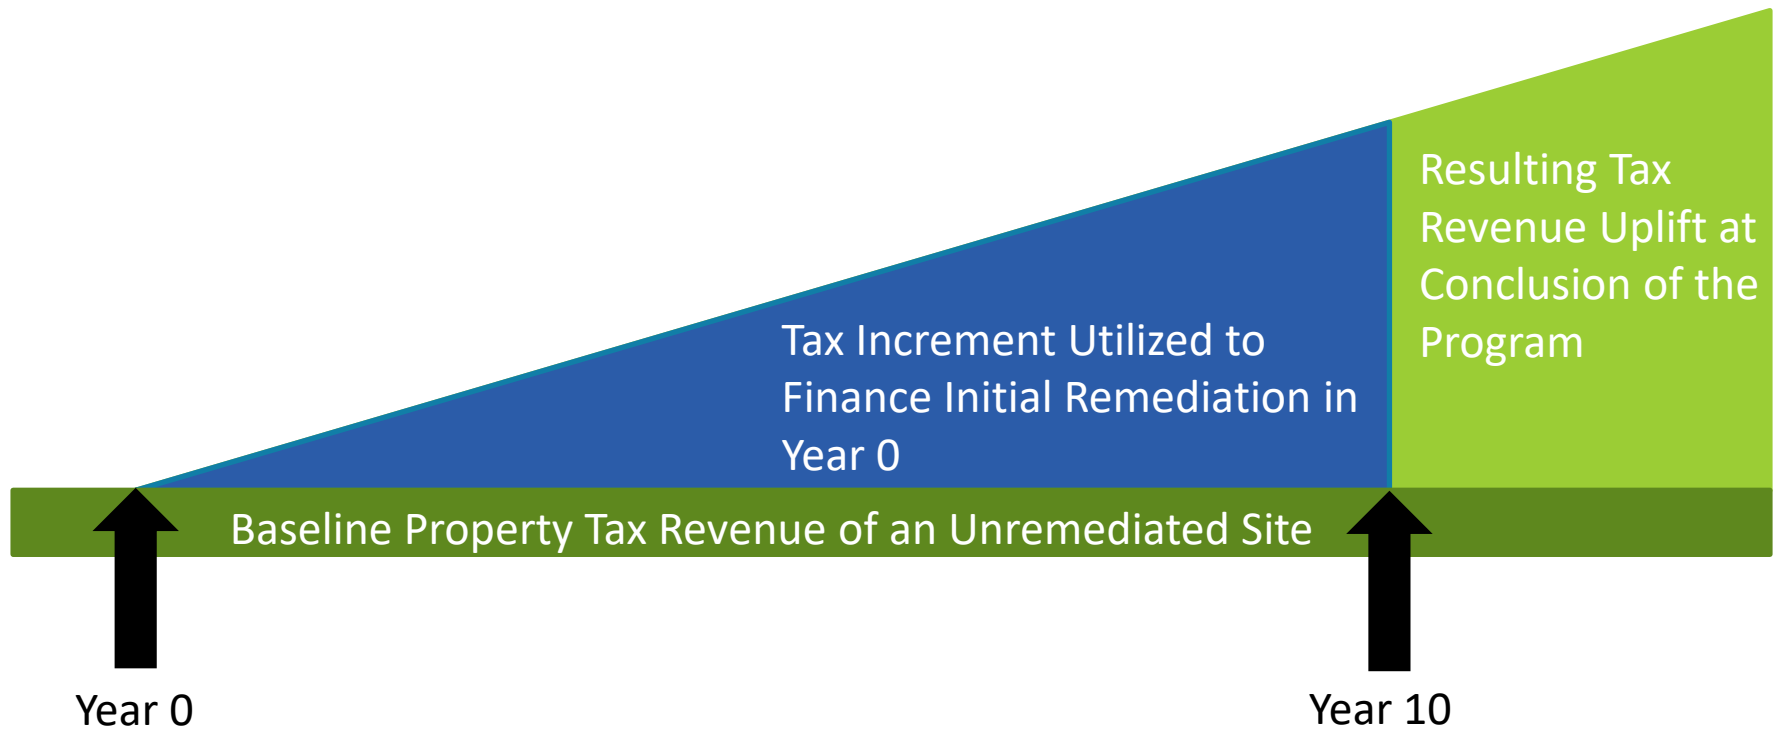 Resulting Tax
Revenue Uplift at
Conclusion of the
Program
Tax Increment Utilized to
Finance Initial Remediation in
Year 0
Baseline Property Tax Revenue of an Unremediated Site
Year 0
Year 10